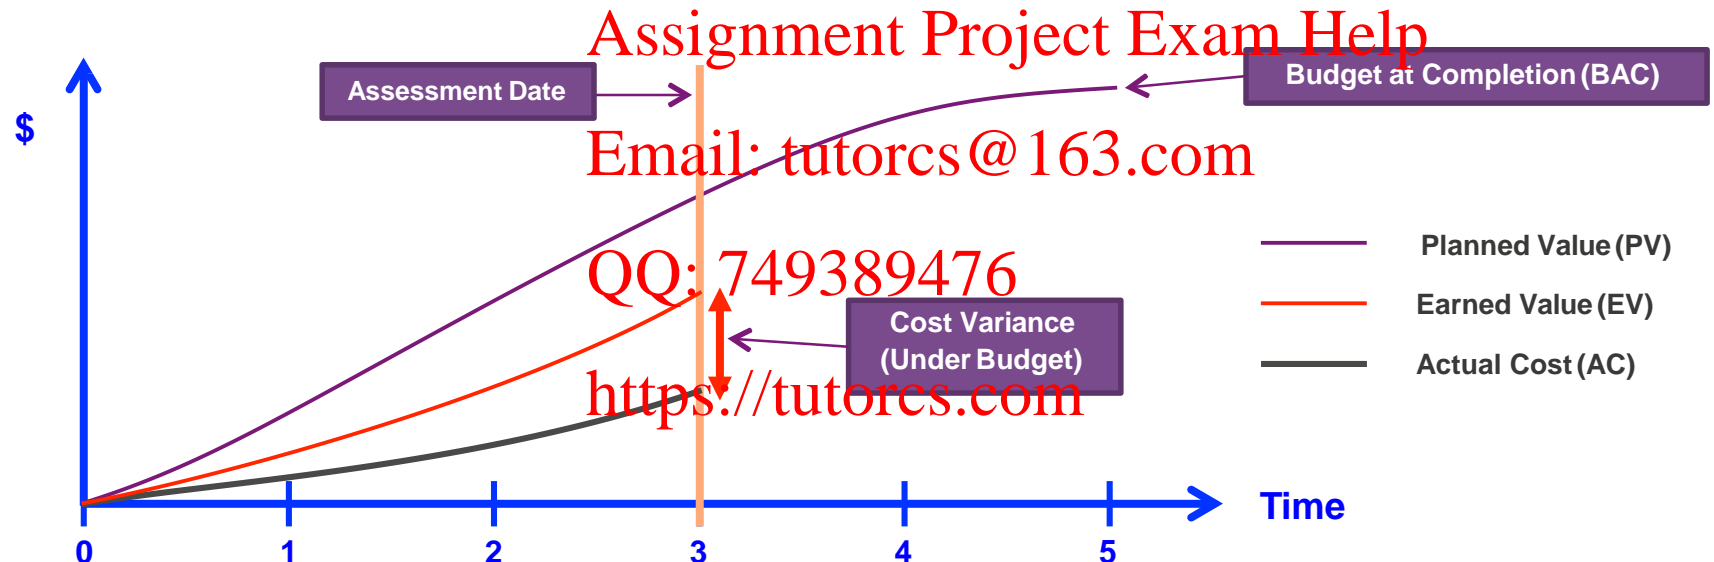 Assignment Project Exam Help
Assessment Date
Budget at Completion (BAC)
$
Email: tutorcs@163.com
Planned Value (PV)
QQ: 749389476
Earned Value (EV)
Cost Variance
(Under Budget)
Actual Cost (AC)
https://tutorcs.com
Time
0 1 2 3 4 5